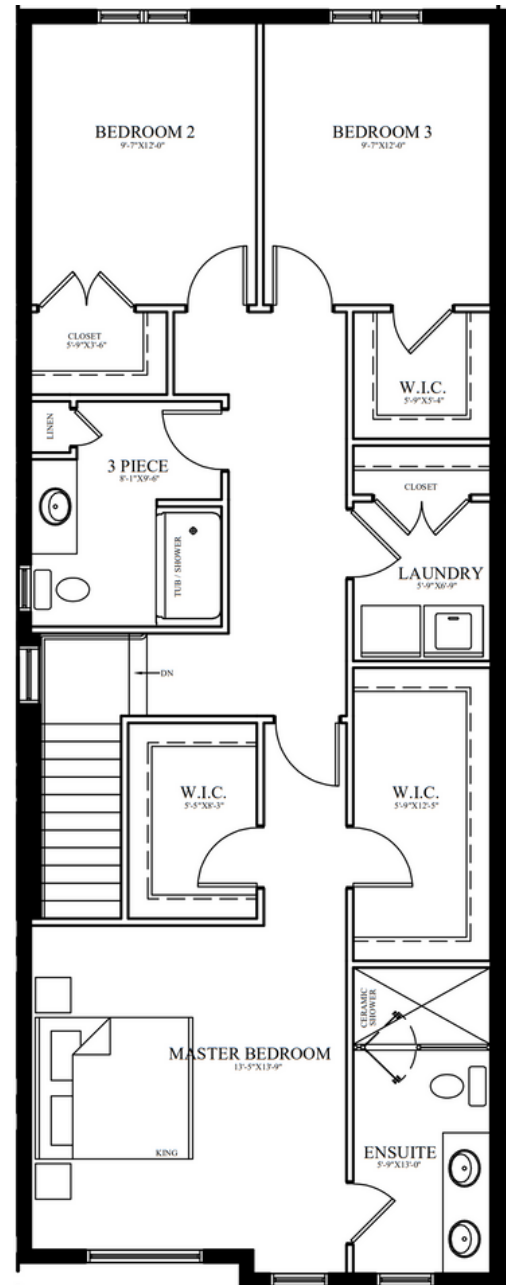 BEDROOM 2
9'-7"X12'-0"
BEDROOM 3
9'-7"X12'-0"
CLOSET
5'-9"X3'-6"
W.I.C.
5'-9"X5'-4"
LINEN
3 PIECE
8'-1"X9'-6"
CLOSET
TUB / SHOWER
LAUNDRY
5'-9"X6'-9"
DN
W.I.C.
5'-5"X8'-3"
W.I.C.
5'-9"X12'-5"
CERAMIC
SHOWER
MASTER BEDROOM
13'-5"X13'-9"
KING
ENSUITE
5'-9"X13'-0"